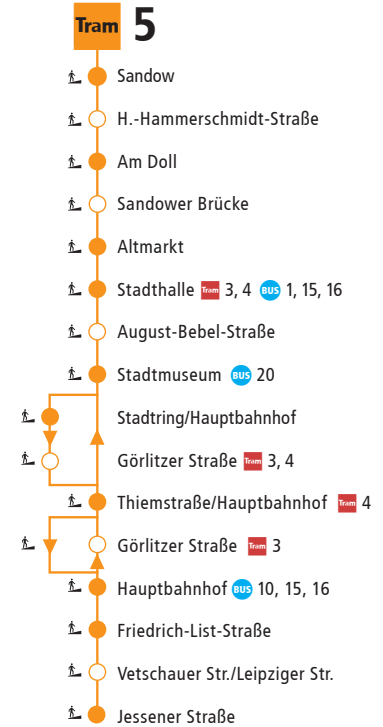 Tram 5
Sandow
H.-Hammerschmidt-Straße
Am Doll
Sandower Brücke
Altmarkt
Stadthalle Tram 3, 4 BUS 1, 15, 16
August-Bebel-Straße
Stadtmuseum BUS 20
Stadtring/Hauptbahnhof
Görlitzer Straße Tram 3, 4
Thiemstraße/Hauptbahnhof Tram 4
Görlitzer Straße Tram 3
Hauptbahnhof BUS 10, 15, 16
Friedrich-List-Straße
Vetschauer Str./Leipziger Str.
Jessener Straße